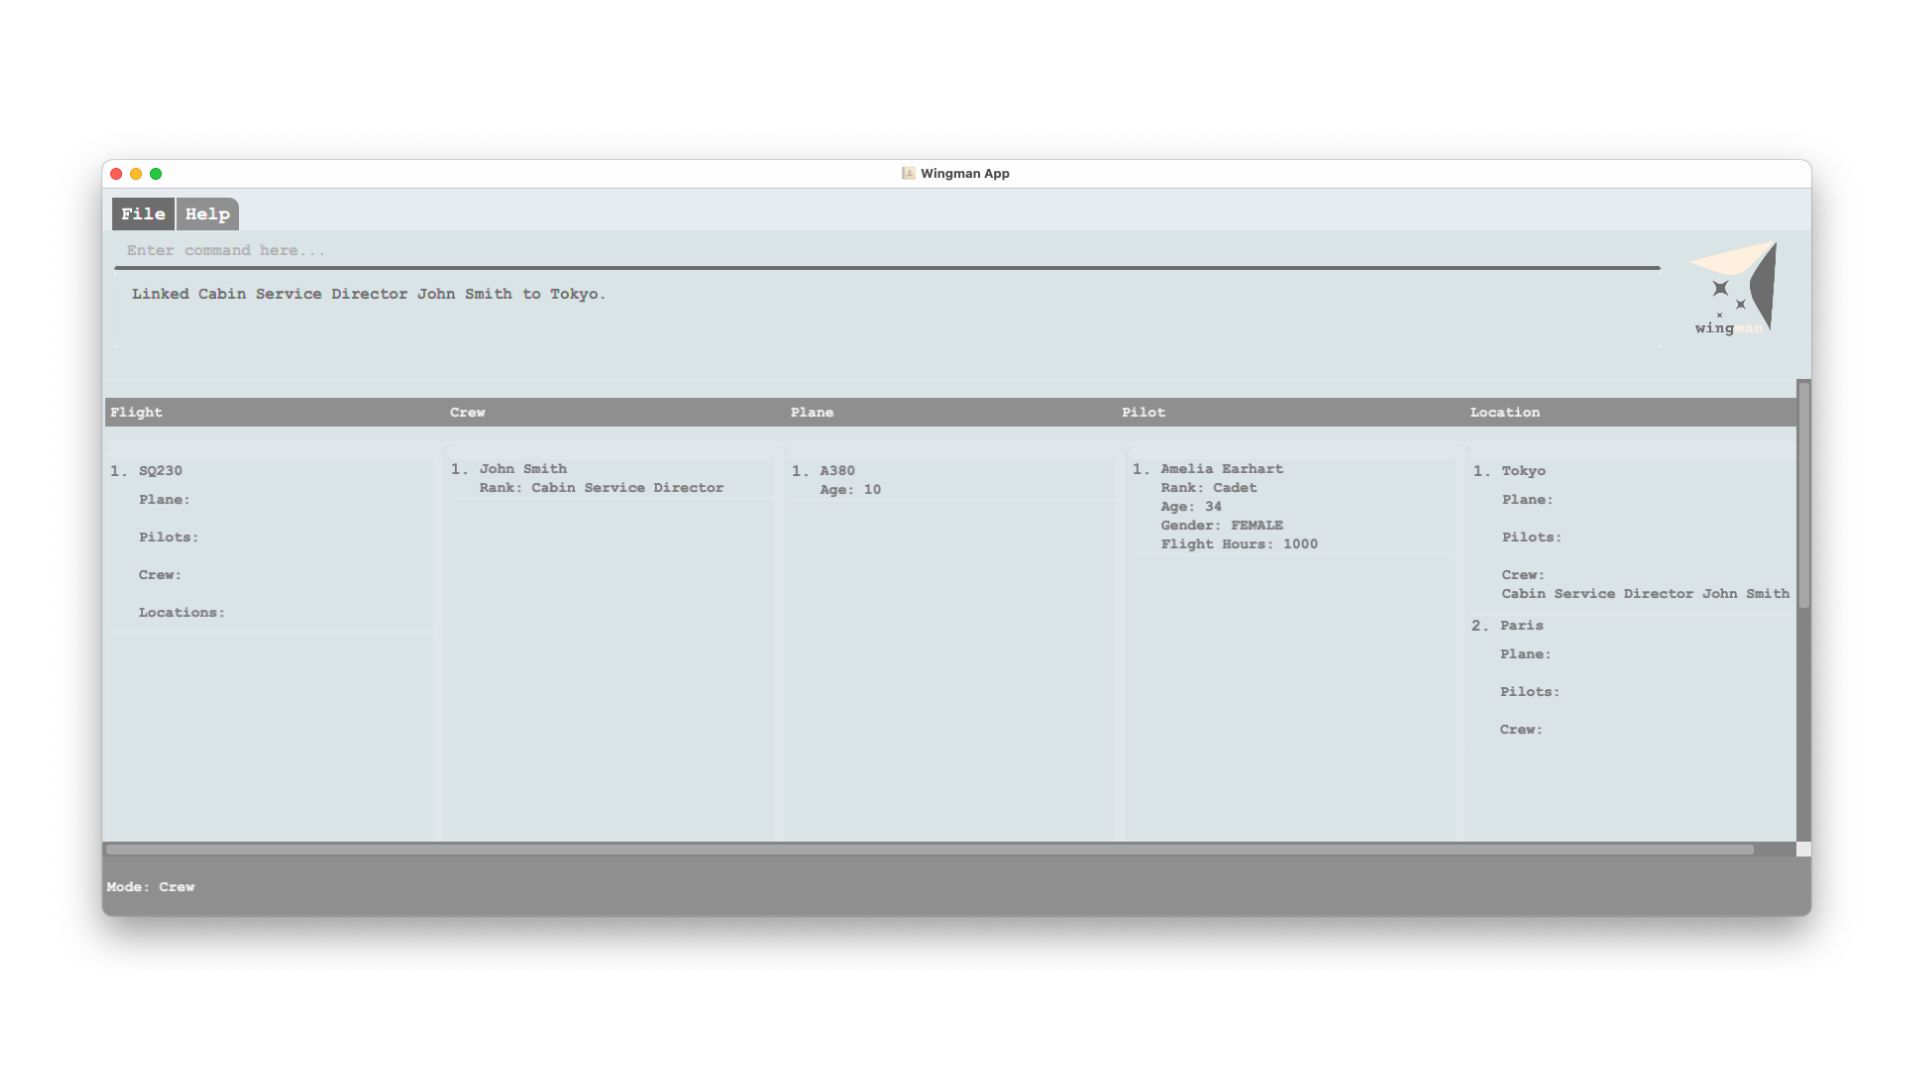 Wingman App
File Help
Enter command here...
Linked Cabin Service Director John Smith to Tokyo.
wingman
Flight Crew Plane Pilot Location
1. SQ230
Plane:
Pilots:
Crew:
Locations:
1. John Smith
Rank: Cabin Service Director
1. A380
Age: 10
1. Amelia Earhart
Rank: Cadet
Age: 34
Gender: FEMALE
Flight Hours: 1000
1. Tokyo
Plane:
Pilots:
Crew:
Cabin Service Director John Smith
2. Paris
Plane:
Pilots:
Crew:
Mode: Crew